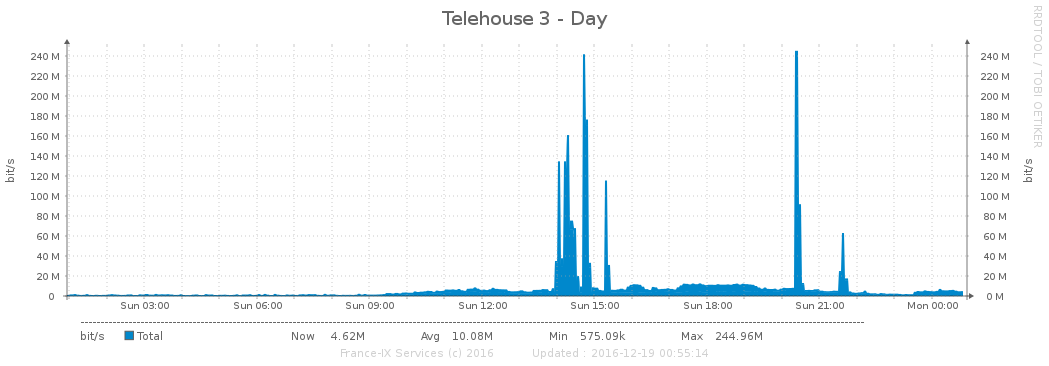 Telehouse 3 - Day
RRDTOOL / TOBI OETIKER
bit/s
240 M 240 M
220 M 220 M
200 M 200 M
180 M 180 M
160 M 160 M
140 M 140 M
120 M 120 M
100 M 100 M
80 M 80 M
60 M 60 M
40 M 40 M
20 M 20 M
0 0 M
bit/s
Sun 03:00 Sun 06:00 Sun 09:00 Sun 12:00 Sun 15:00 Sun 18:00 Sun 21:00 Mon 00:00
bit/s Total Now 4.62M Avg 10.08M Min 575.09k Max 244.96M
France-IX Services (c) 2016 Updated : 2016-12-19 00:55:14